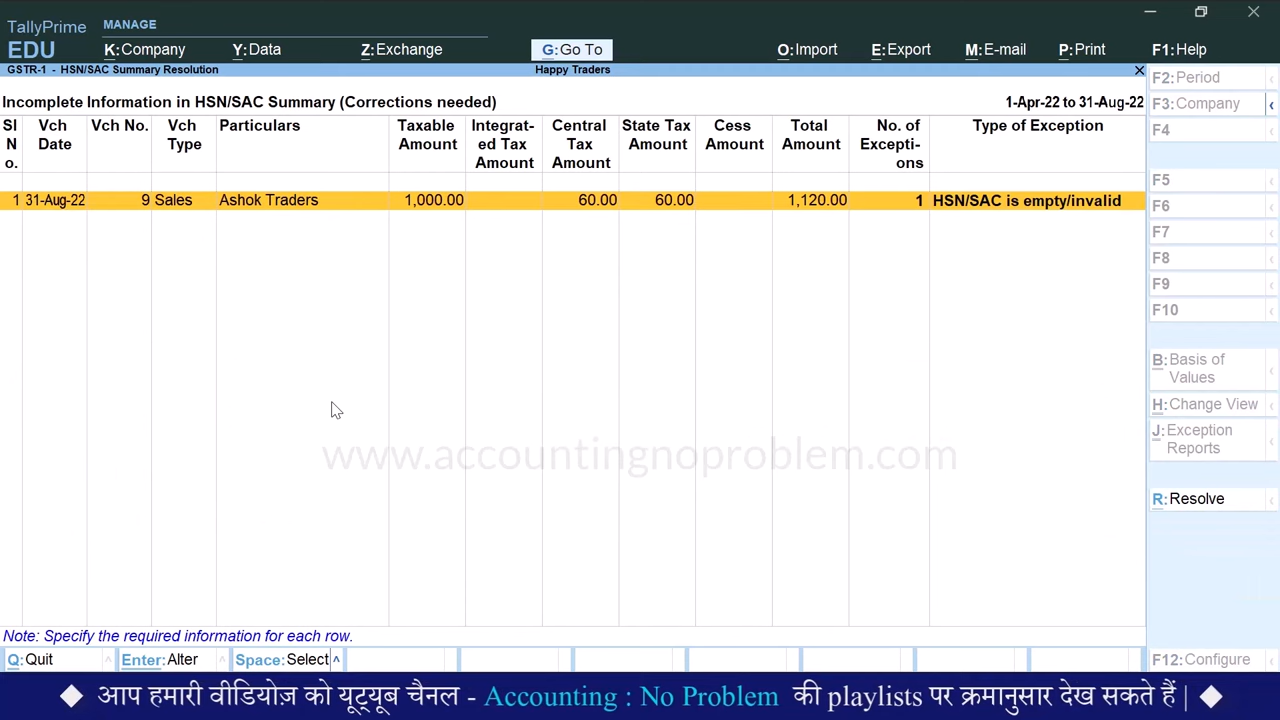 TallyPrime
EDU
MANAGE
K:Company Y:Data Z:Exchange G:Go To O:Import E:Export M:E-mail P:Print F1:Help
GSTR-1 - HSN/SAC Summary Resolution Happy Traders
Incomplete Information in HSN/SAC Summary (Corrections needed) 1-Apr-22 to 31-Aug-22
Sl Vch Vch No. Vch Particulars Taxable Integrat- Central State Tax Cess Total No. of Type of Exception
N Date Type Amount ed Tax Tax Amount Amount Amount Excepti-
o. Amount Amount ons
1 31-Aug-22 9 Sales Ashok Traders 1,000.00 60.00 60.00 1,120.00 1 HSN/SAC is empty/invalid
www.accountingnoproblem.com
Note: Specify the required information for each row.
Q:Quit Enter:Alter Space:Select
F2:Period
F3:Company
F4
F5
F6
F7
F8
F9
F10
B:Basis of
Values
H:Change View
J:Exception
Reports
R:Resolve
F12:Configure
आप हमारी वीडियोज़ को यूट्यूब चैनल - Accounting : No Problem की playlists पर क्रमानुसार देख सकते हैं |